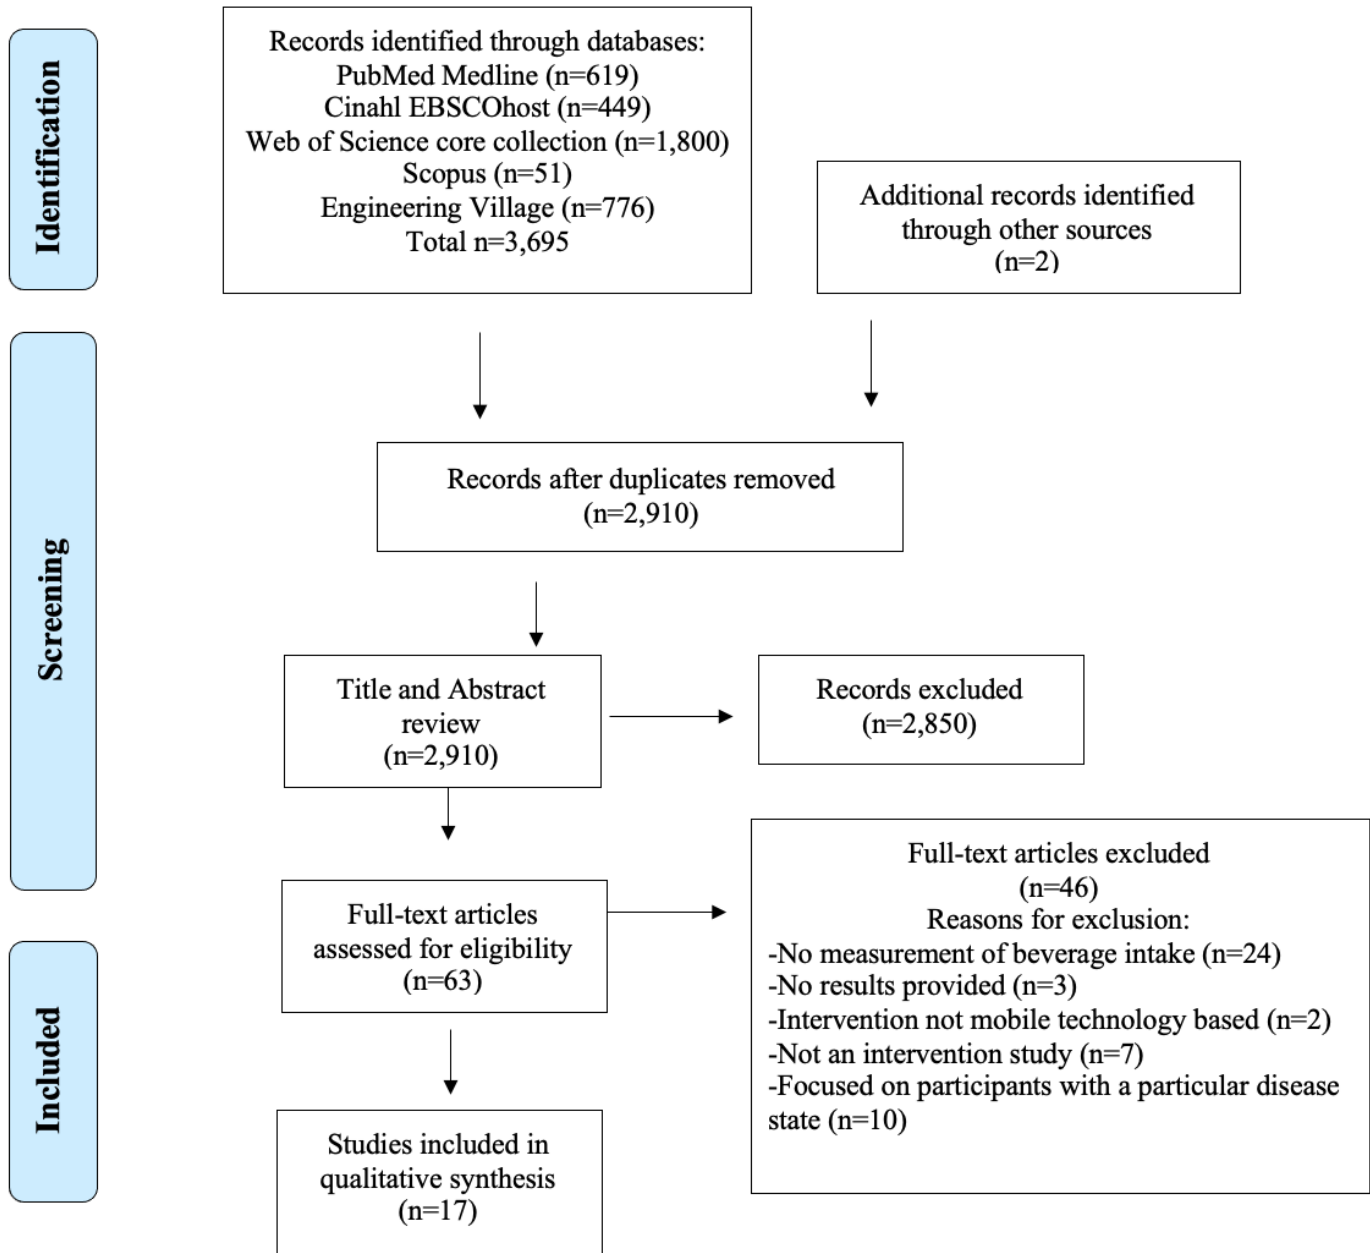 Identification
Records identified through databases:
PubMed Medline (n=619)
Cinahl EBSCOhost (n=449)
Web of Science core collection (n=1,800)
Scopus (n=51)
Engineering Village (n=776)
Total n=3,695
Additional records identified
through other sources
(n=2)
Screening
Records after duplicates removed
(n=2,910)
Title and Abstract
review
(n=2,910)
Records excluded
(n=2,850)
Full-text articles
assessed for eligibility
(n=63)
Full-text articles excluded
(n=46)
Reasons for exclusion:
-No measurement of beverage intake (n=24)
-No results provided (n=3)
-Intervention not mobile technology based (n=2)
-Not an intervention study (n=7)
-Focused on participants with a particular disease
state (n=10)
Included
Studies included in
qualitative synthesis
(n=17)